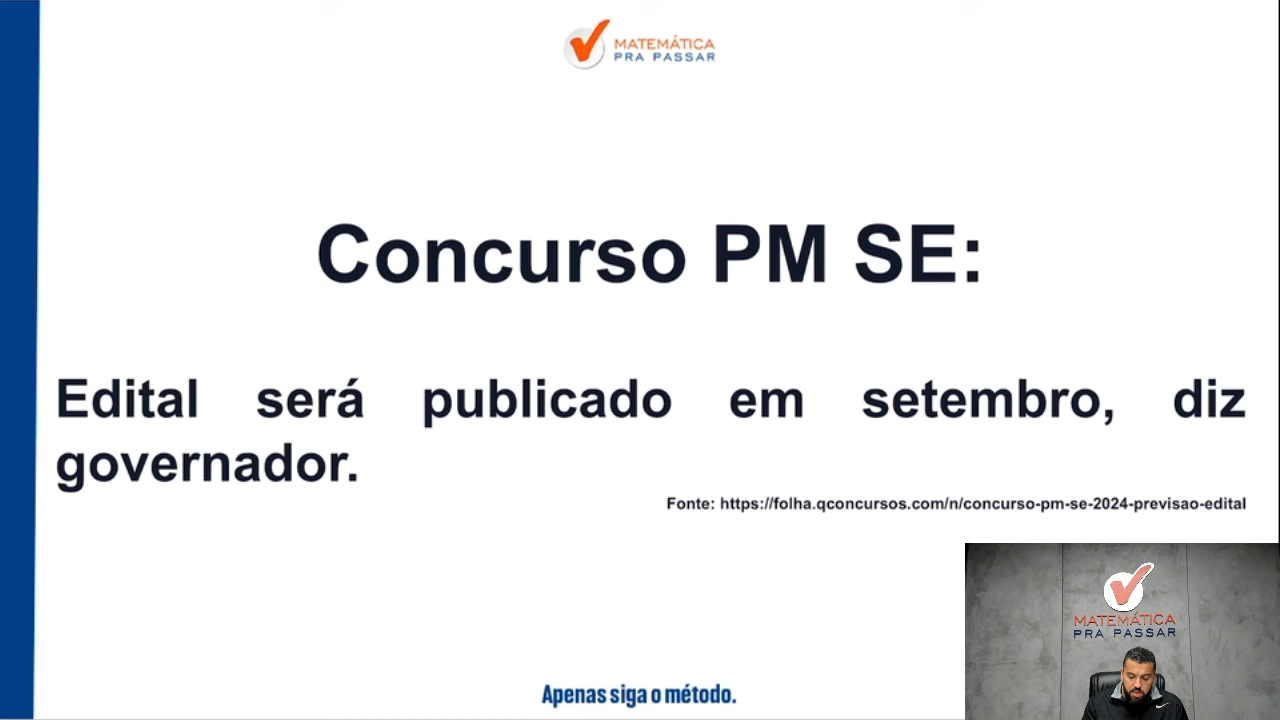 MATEMÁTICA
PRA PASSAR
Concurso PM SE:
Edital será publicado em setembro, diz
governador.
Fonte: https://folha.qconcursos.com/n/concurso-pm-se-2024-previsao-edital
MATEMÁTICA
PRA PASSAR
Apenas siga o método.